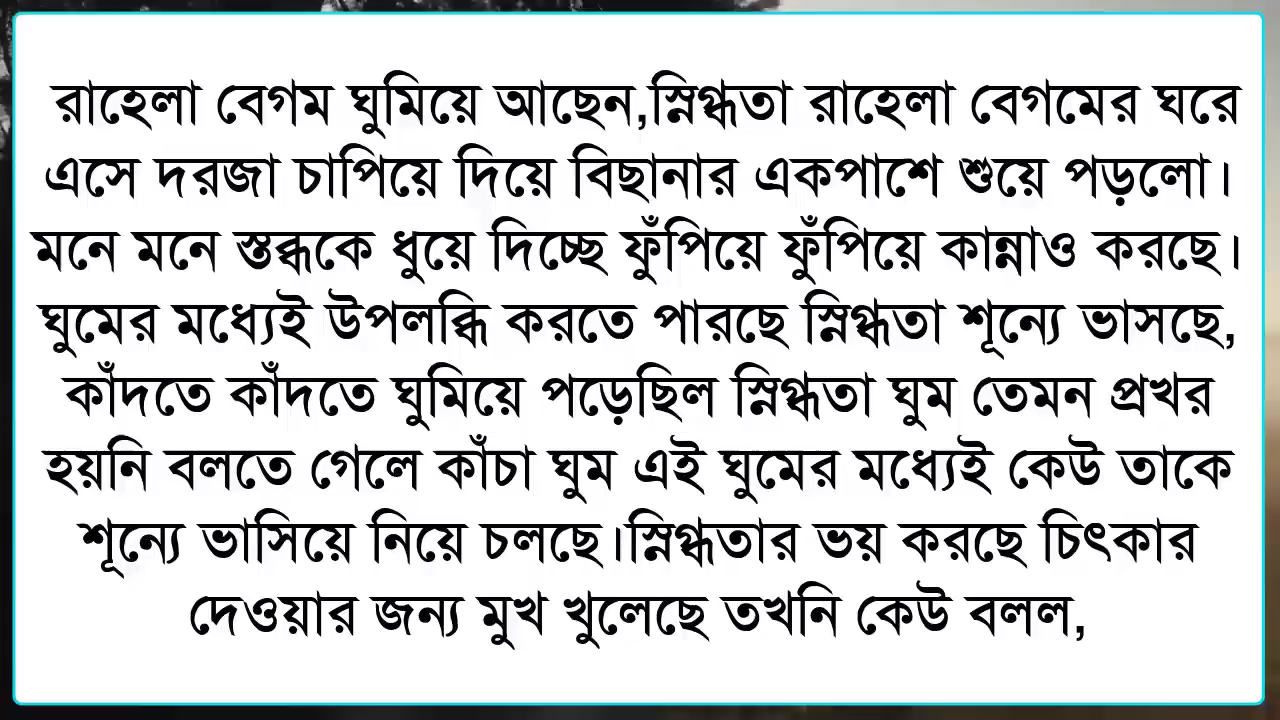 রাহেলা বেগম ঘুমিয়ে আছেন,স্নিগ্ধতা রাহেলা বেগমের ঘরে
এসে দরজা চাপিয়ে দিয়ে বিছানার একপাশে শুয়ে পড়লো।
মনে মনে স্তব্ধকে ধুয়ে দিচ্ছে ফুঁপিয়ে ফুঁপিয়ে কান্নাও করছে।
ঘুমের মধ্যেই উপলব্ধি করতে পারছে স্নিগ্ধতা শূন্যে ভাসছে,
কাঁদতে কাঁদতে ঘুমিয়ে পড়েছিল স্নিগ্ধতা ঘুম তেমন প্রখর
হয়নি বলতে গেলে কাঁচা ঘুম এই ঘুমের মধ্যেই কেউ তাকে
শূন্যে ভাসিয়ে নিয়ে চলছে।স্নিগ্ধতার ভয় করছে চিৎকার
দেওয়ার জন্য মুখ খুলেছে তখনি কেউ বলল,